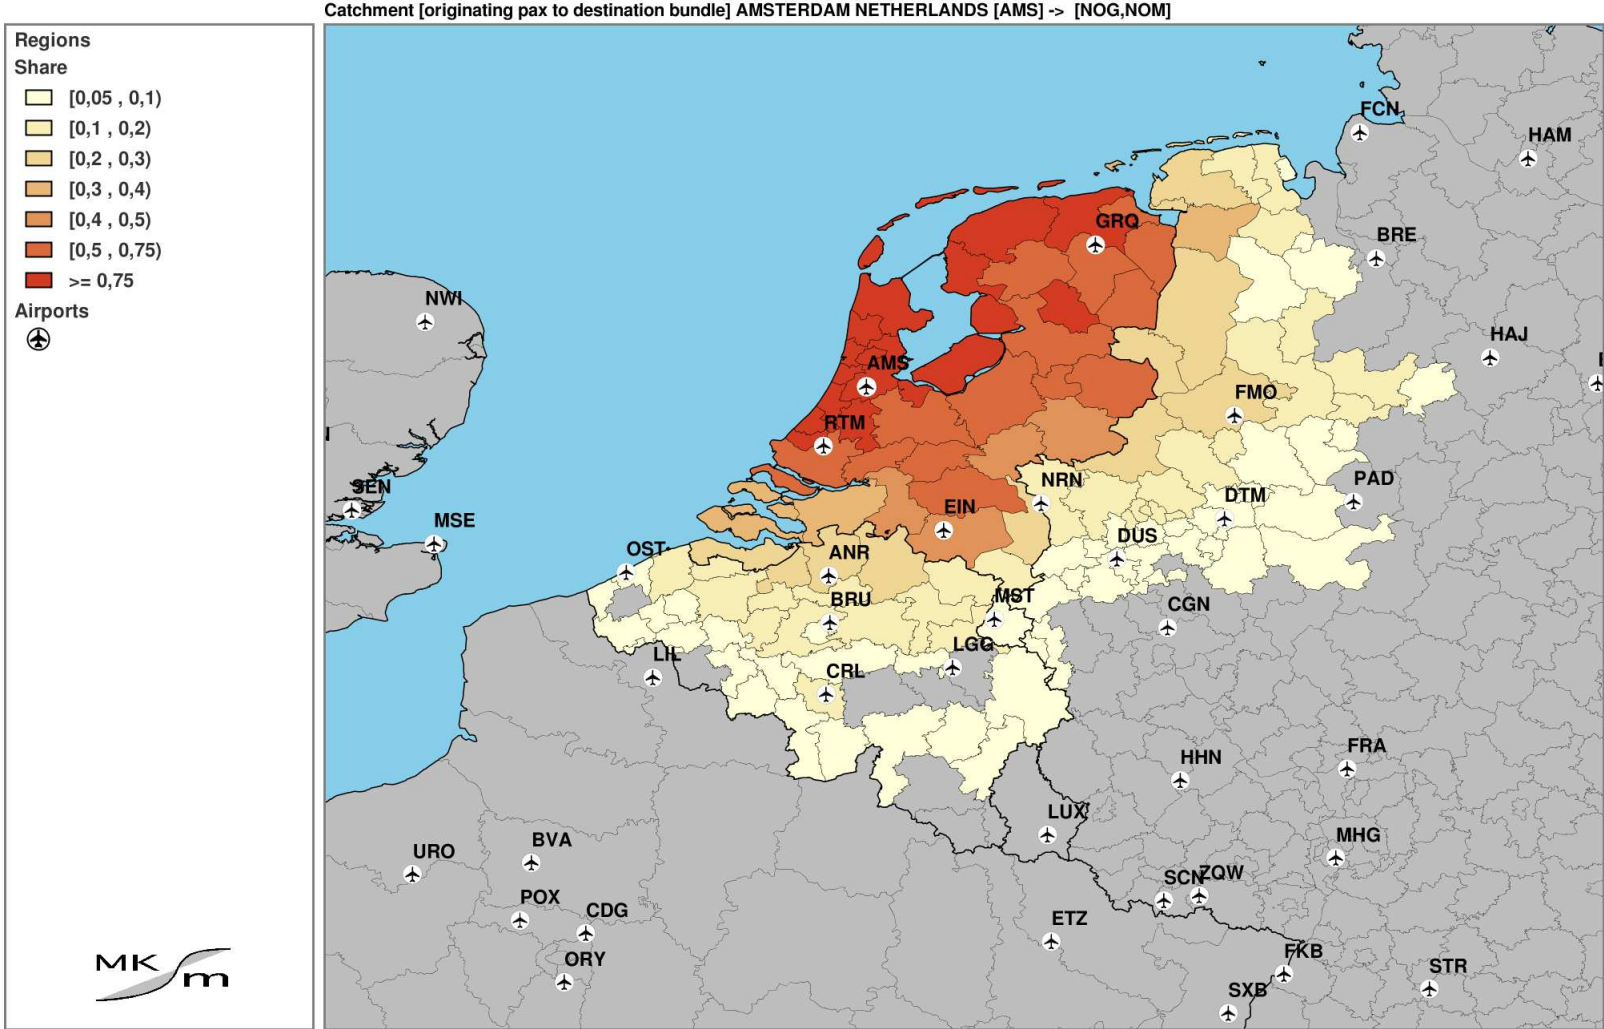 Catchment [originating pax to destination bundle] AMSTERDAM NETHERLANDS [AMS] -> [NOG,NOM]
Regions
Share
[0,05 , 0,1)
[0,1 , 0,2)
[0,2 , 0,3)
[0,3 , 0,4)
[0,4 , 0,5)
[0,5 , 0,75)
>= 0,75
Airports
FCN
HAM
GRQ
BRE
NWI
HAJ
AMS
FMO
RTM
SEN
NRN
PAD
DTM
EIN
MSE
DUS
OST
ANR
MST
BRU
CGN
LGG
LIL
CRL
HHN
FRA
LUX
MHG
URO
BVA
SCN
ZQW
POX
CDG
ETZ
ORY
FKB
STR
SXB
MK
m